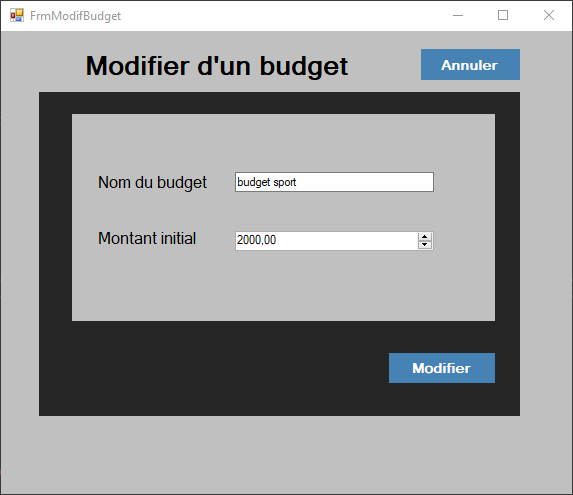 FrmModifBudget
Modifier d'un budget
Annuler
Nom du budget
budget sport
Montant initial
2000,00
Modifier